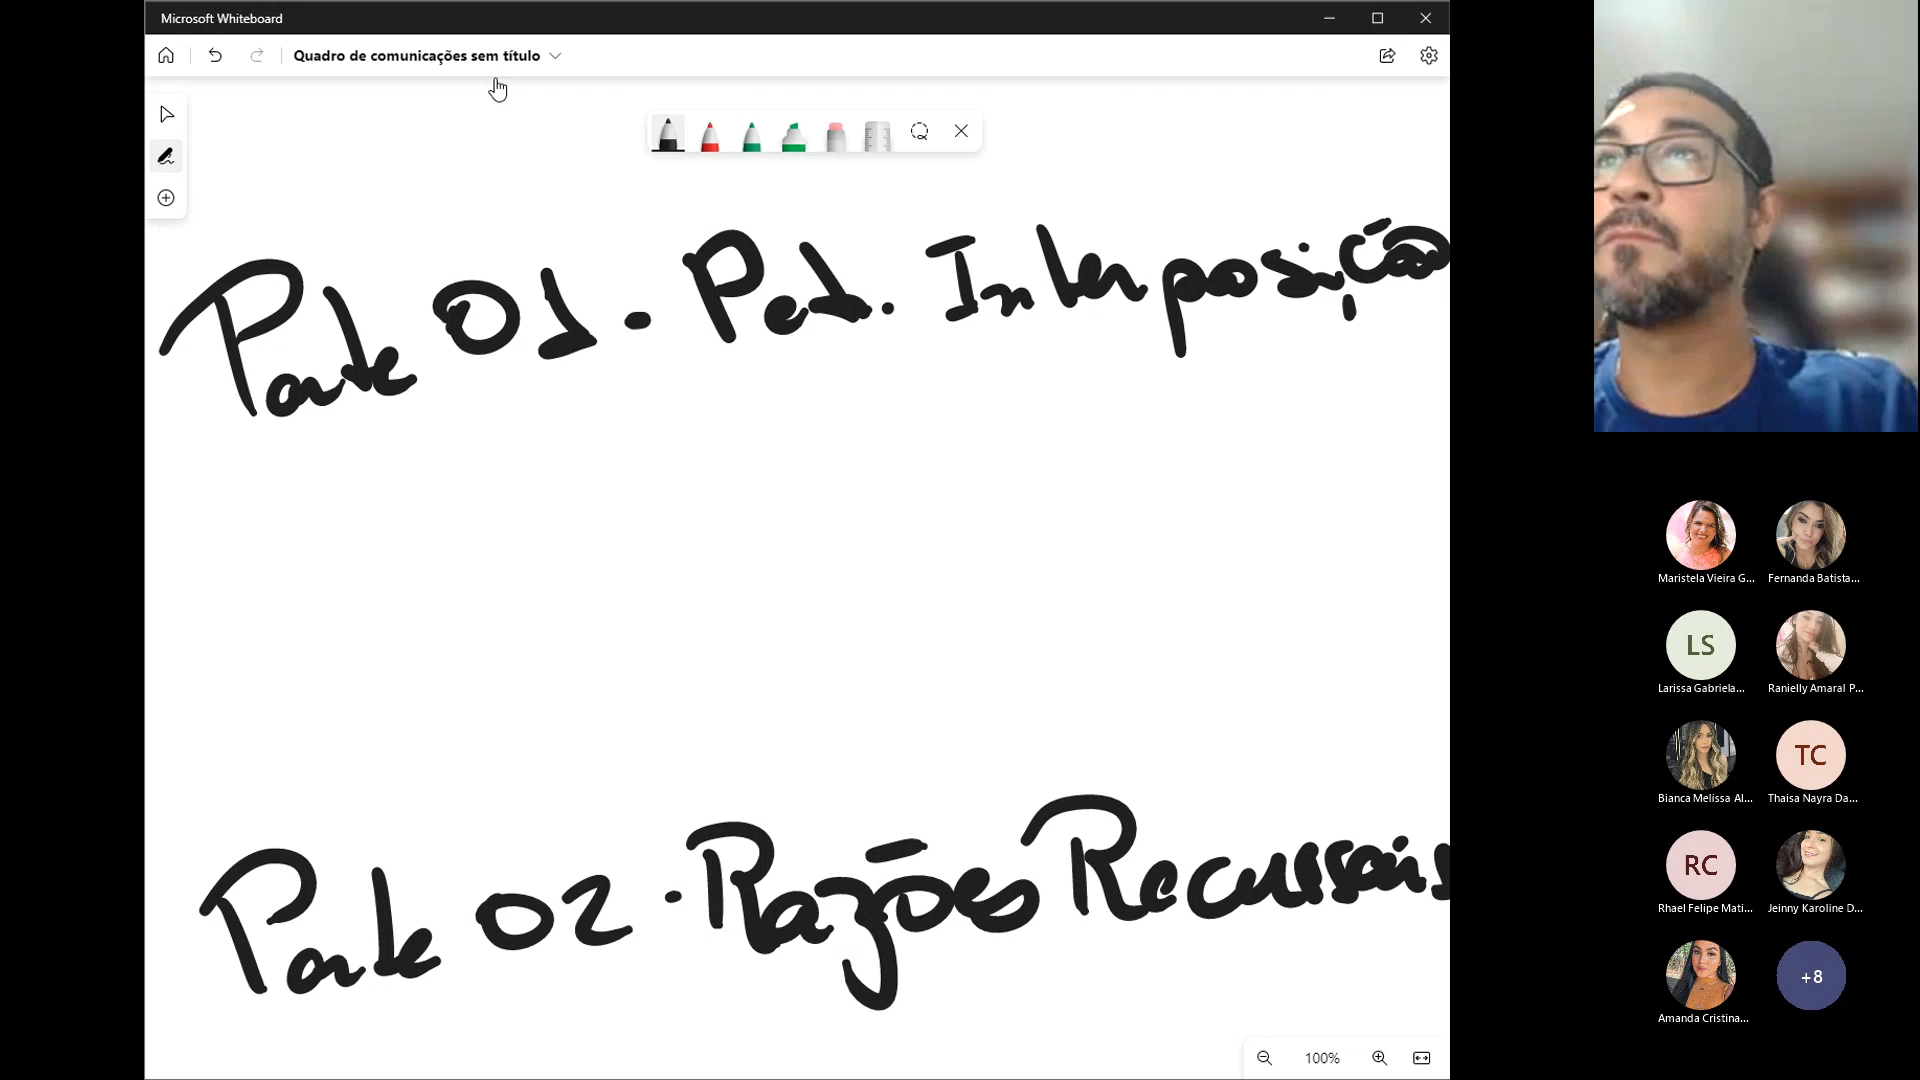 Microsoft Whiteboard
Quadro de comunicações sem título
Parte 01 - Pet. Interposição
Parte 02 - Razões Recursais
Maristela Vieira G...
Fernanda Batista...
LS
Larissa Gabriela...
Ranielly Amaral P...
Bianca Melissa Al...
TC
Thaisa Nayra Da...
RC
Rhael Felipe Mati...
Jeinny Karoline D...
Amanda Cristina...
+8
100%